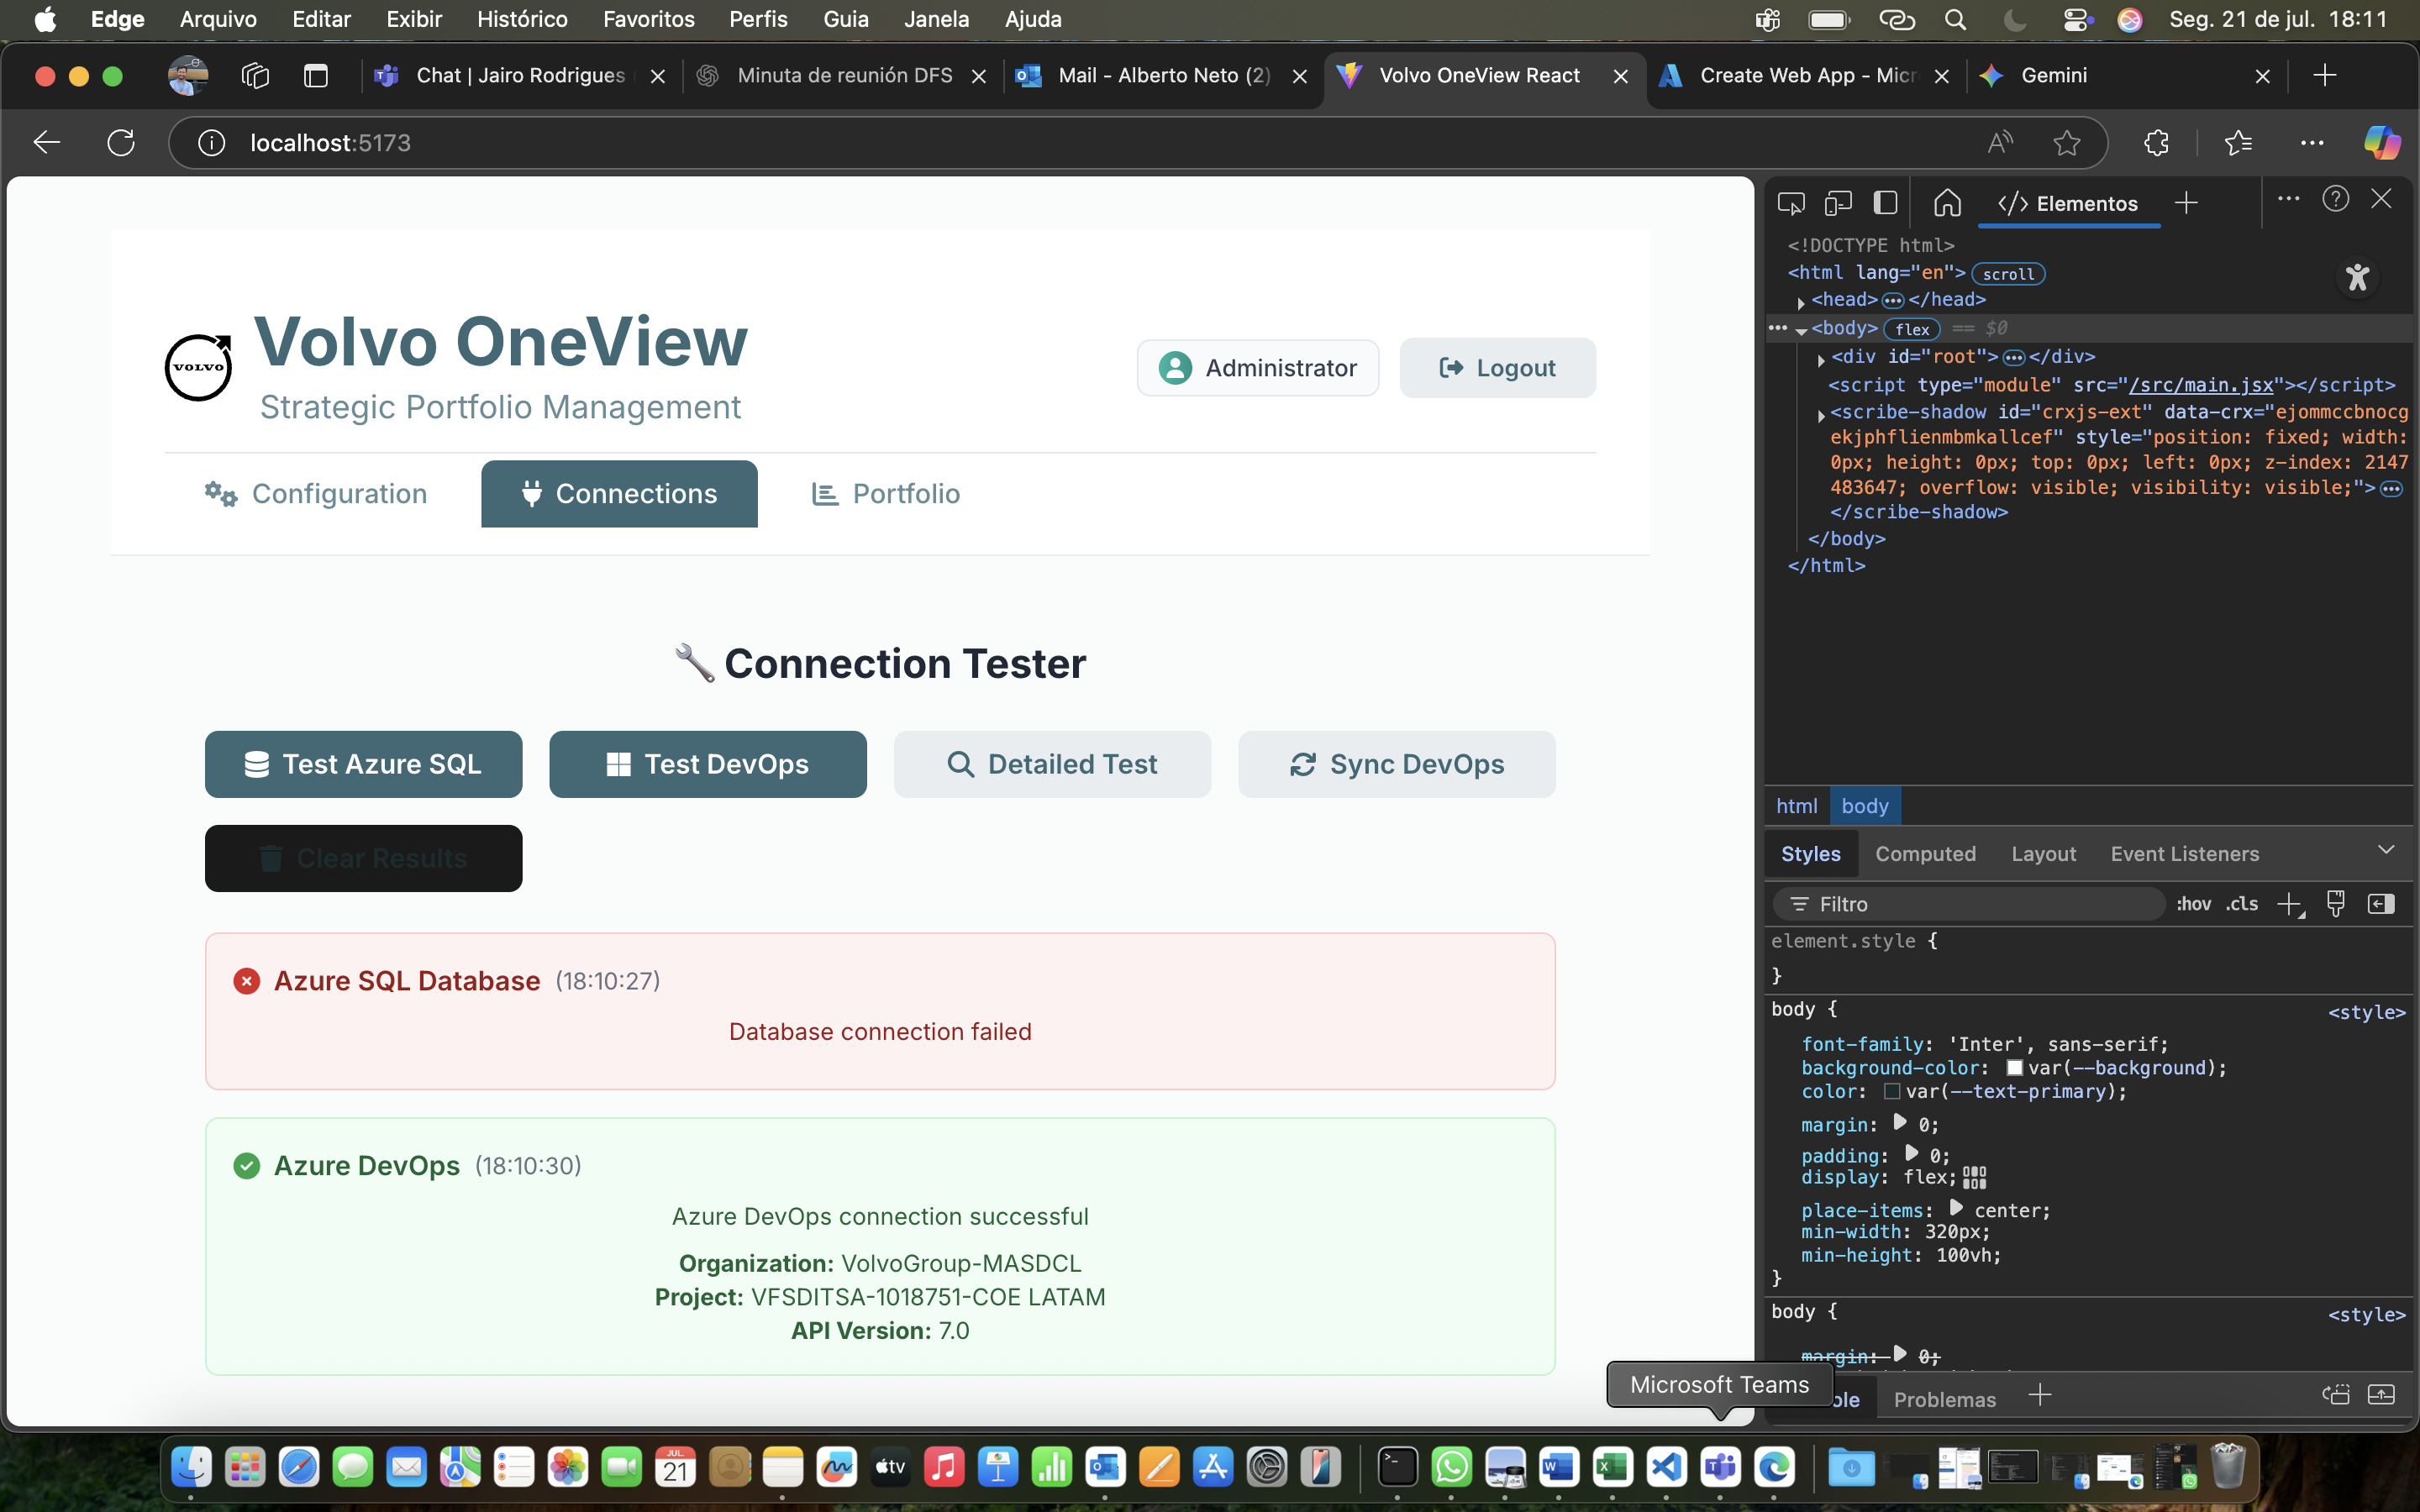 Edge Arquivo Editar Exibir Histórico Favoritos Perfis Guia Janela Ajuda Seg. 21 de jul. 18:11
Chat | Jairo Rodrigues Minuta de reunión DFS Mail - Alberto Neto (2) Volvo OneView React Create Web App - Micr Gemini
localhost:5173
VOLVO
Volvo OneView
Strategic Portfolio Management
Administrator
Logout
Configuration
Connections
Portfolio
🔧 Connection Tester
Test Azure SQL
Test DevOps
Detailed Test
Sync DevOps
Clear Results
Azure SQL Database (18:10:27)
Database connection failed
Azure DevOps (18:10:30)
Azure DevOps connection successful
Organization: VolvoGroup-MASDCL
Project: VFSDITSA-1018751-COE LATAM
API Version: 7.0
</> Elementos
<!DOCTYPE html>
<html lang="en"> scroll
<head> ••• </head>
••• <body> flex == $0
<div id="root"> ••• </div>
<script type="module" src="/src/main.jsx"></script>
<scribe-shadow id="crxjs-ext" data-crx="ejommccbnocg
ekjphflienmbmkallcef" style="position: fixed; width:
0px; height: 0px; top: 0px; left: 0px; z-index: 2147
483647; overflow: visible; visibility: visible;"> •••
</scribe-shadow>
</body>
</html>
html body
Styles Computed Layout Event Listeners
Filtro :hov .cls
element.style {
}
body { <style>
font-family: 'Inter', sans-serif;
background-color: var(--background);
color: var(--text-primary);
margin: 0;
padding: 0;
display: flex;
place-items: center;
min-width: 320px;
min-height: 100vh;
}
body { <style>
margin: 0;
Problemas
Microsoft Teams
JUL
21
tv